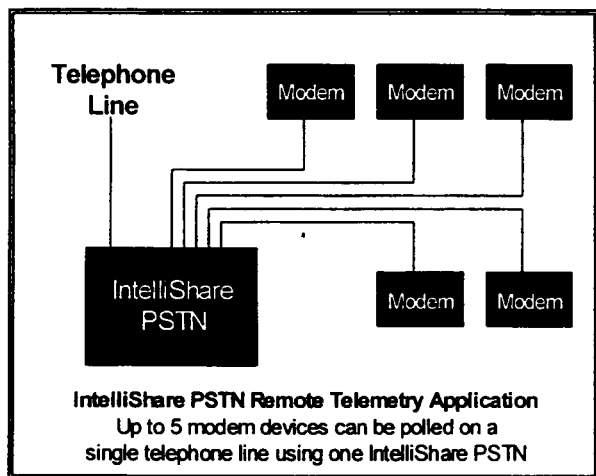 Telephone
Line
Modem
Modem
Modem
IntelliShare
PSTN
Modem
Modem
IntelliShare PSTN Remote Telemetry Application
Up to 5 modem devices can be polled on a
single telephone line using one IntelliShare PSTN